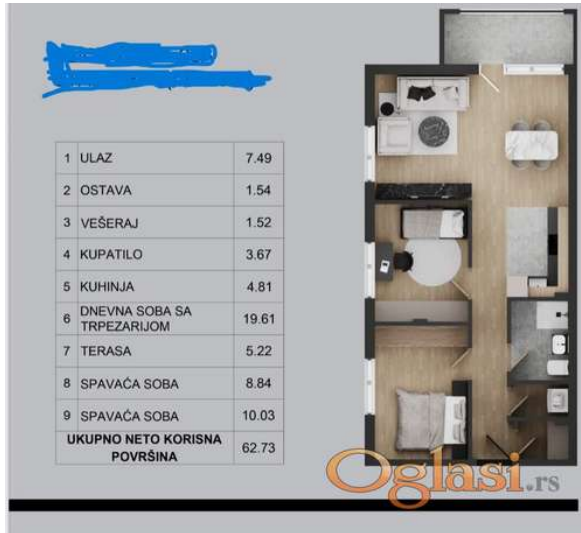 1 ULAZ 7.49
2 OSTAVA 1.54
3 VEŠERAJ 1.52
4 KUPATILO 3.67
5 KUHINJA 4.81
6 DNEVNA SOBA SA
TRPEZARIJOM 19.61
7 TERASA 5.22
8 SPAVAĆA SOBA 8.84
9 SPAVAĆA SOBA 10.03
UKUPNO NETO KORISNA
POVRŠINA 62.73
Oglasi.rs